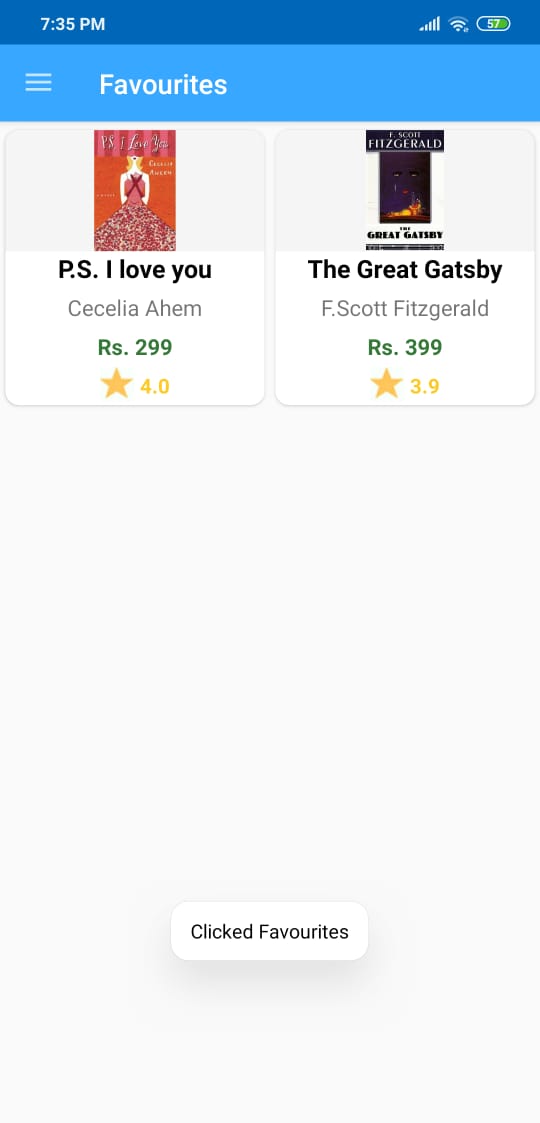 7:35 PM
57
Favourites
P.S. I Love You
CECELIA
AHERN
P.S. I love you
Cecelia Ahem
Rs. 299
4.0
F. SCOTT
FITZGERALD
THE
GREAT GATSBY
The Great Gatsby
F.Scott Fitzgerald
Rs. 399
3.9
Clicked Favourites